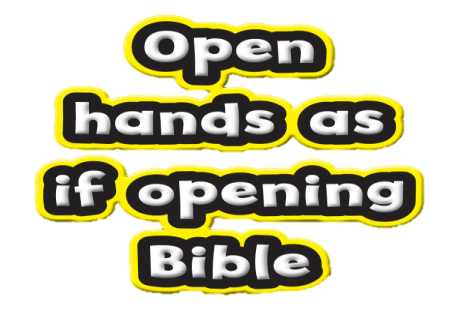 Open
hands as
if opening
Bible